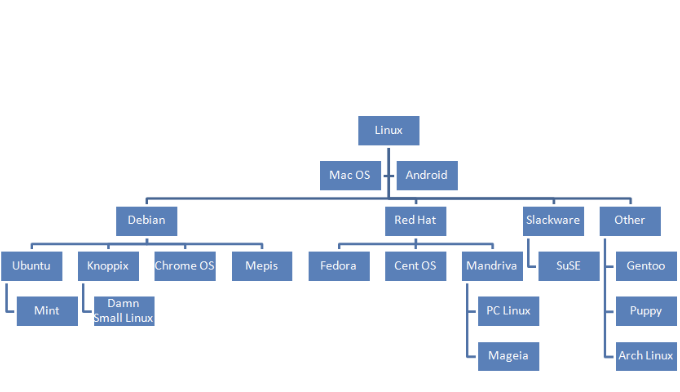 Linux
Mac OS
Android
Debian
Red Hat
Slackware
Other
Ubuntu
Knoppix
Chrome OS
Mepis
Fedora
Cent OS
Mandriva
SuSE
Gentoo
Mint
Damn
Small Linux
PC Linux
Puppy
Mageia
Arch Linux